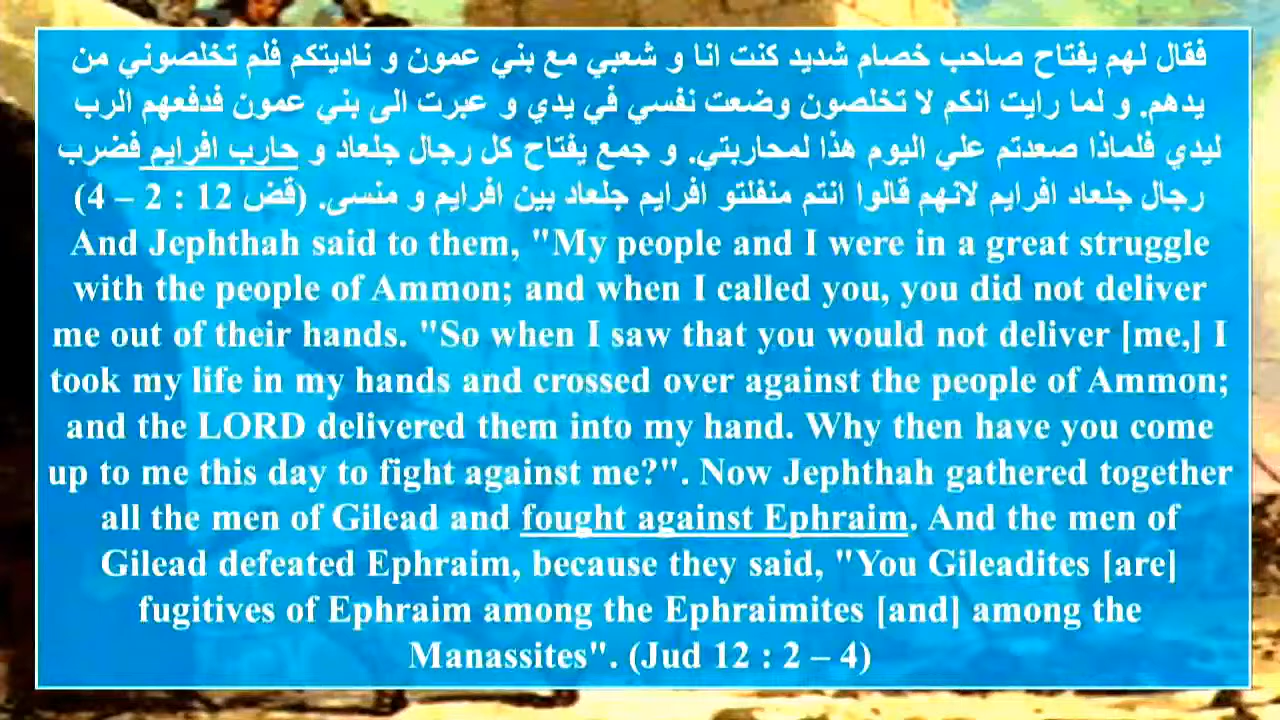 فقال لهم يفتاح صاحب خصام شديد كنت انا و شعبي مع بني عمون و ناديتكم فلم تخلصوني من
يدهم. و لما رايت انكم لا تخلصون وضعت نفسي في يدي و عبرت الى بني عمون فدفعهم الرب
ليدي فلماذا صعدتم علي اليوم هذا لمحاربتي. و جمع يفتاح كل رجال جلعاد و حارب افرايم فضرب
رجال جلعاد افرايم لانهم قالوا انتم منفلتو افرايم جلعاد بين افرايم و منسى. (قض 12 : 2 – 4)
And Jephthah said to them, "My people and I were in a great struggle
with the people of Ammon; and when I called you, you did not deliver
me out of their hands. "So when I saw that you would not deliver [me,] I
took my life in my hands and crossed over against the people of Ammon;
and the LORD delivered them into my hand. Why then have you come
up to me this day to fight against me?". Now Jephthah gathered together
all the men of Gilead and fought against Ephraim. And the men of
Gilead defeated Ephraim, because they said, "You Gileadites [are]
fugitives of Ephraim among the Ephraimites [and] among the
Manassites". (Jud 12 : 2 – 4)